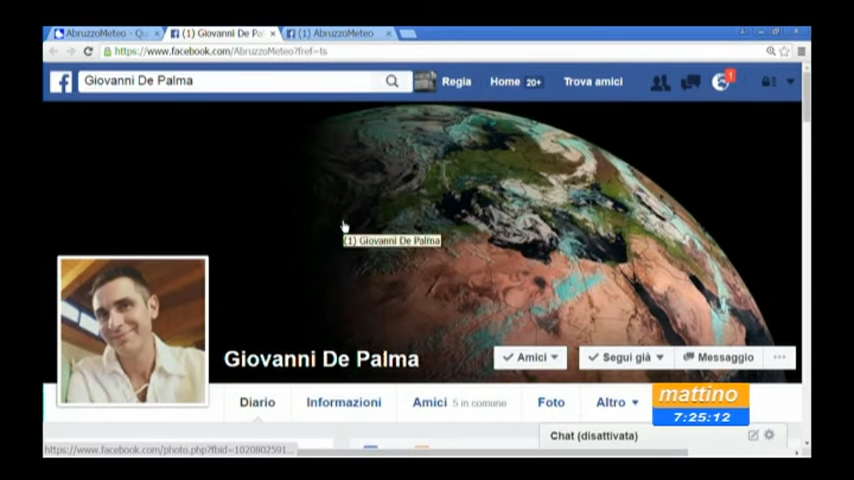 AbruzzoMeteo - Qu
(1) Giovanni De Pal
(1) AbruzzoMeteo
https://www.facebook.com/AbruzzoMeteo?fref=ts
Giovanni De Palma
Regia
Home 20+
Trova amici
1
(1) Giovanni De Palma
Giovanni De Palma
Amici
Segui già
Messaggio
Diario
Informazioni
Amici 5 in comune
Foto
Altro
mattino
7:25:12
Chat (disattivata)
https://www.facebook.com/photo.php?fbid=1020802591...